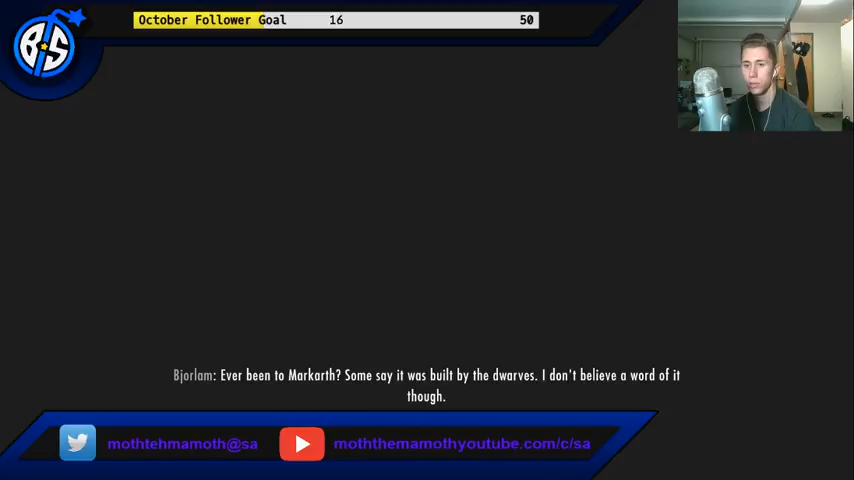 BS
October Follower Goal 16 50
Bjorlam: Ever been to Markarth? Some say it was built by the dwarves. I don't believe a word of it
though.
mothtehmamoth@sa
moththemamothyoutube.com/c/sa